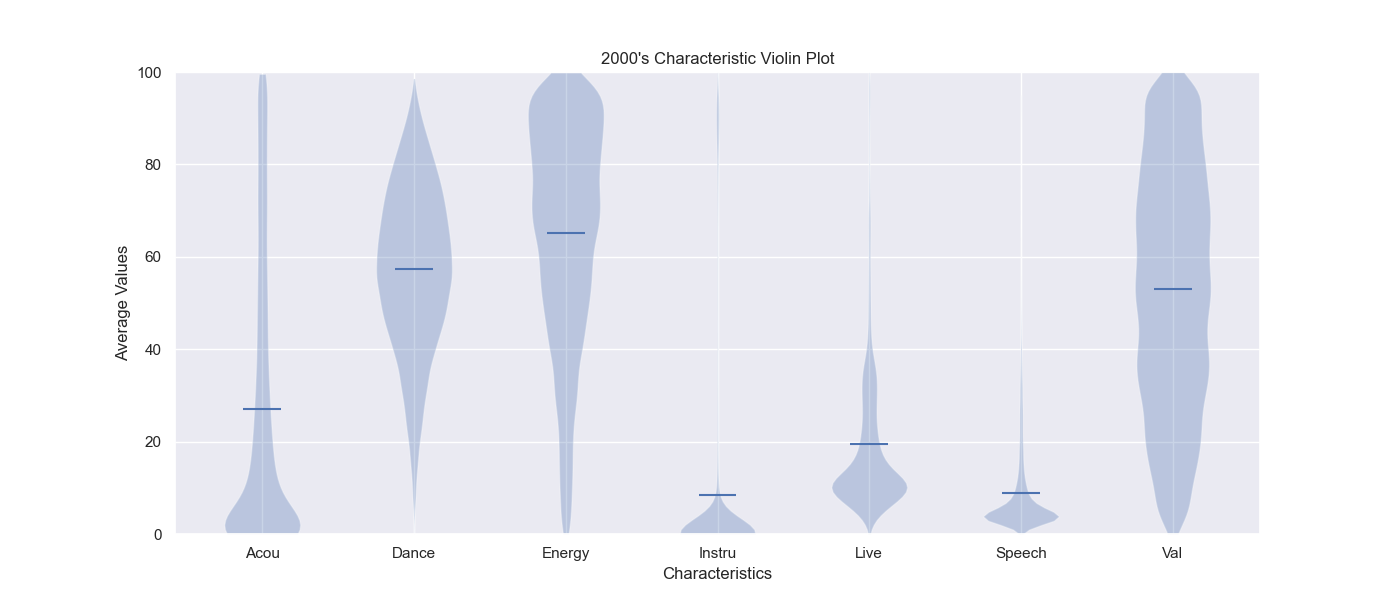 2000's Characteristic Violin Plot
Average Values
100
80
60
40
20
0
Acou Dance Energy Instru Live Speech Val
Characteristics